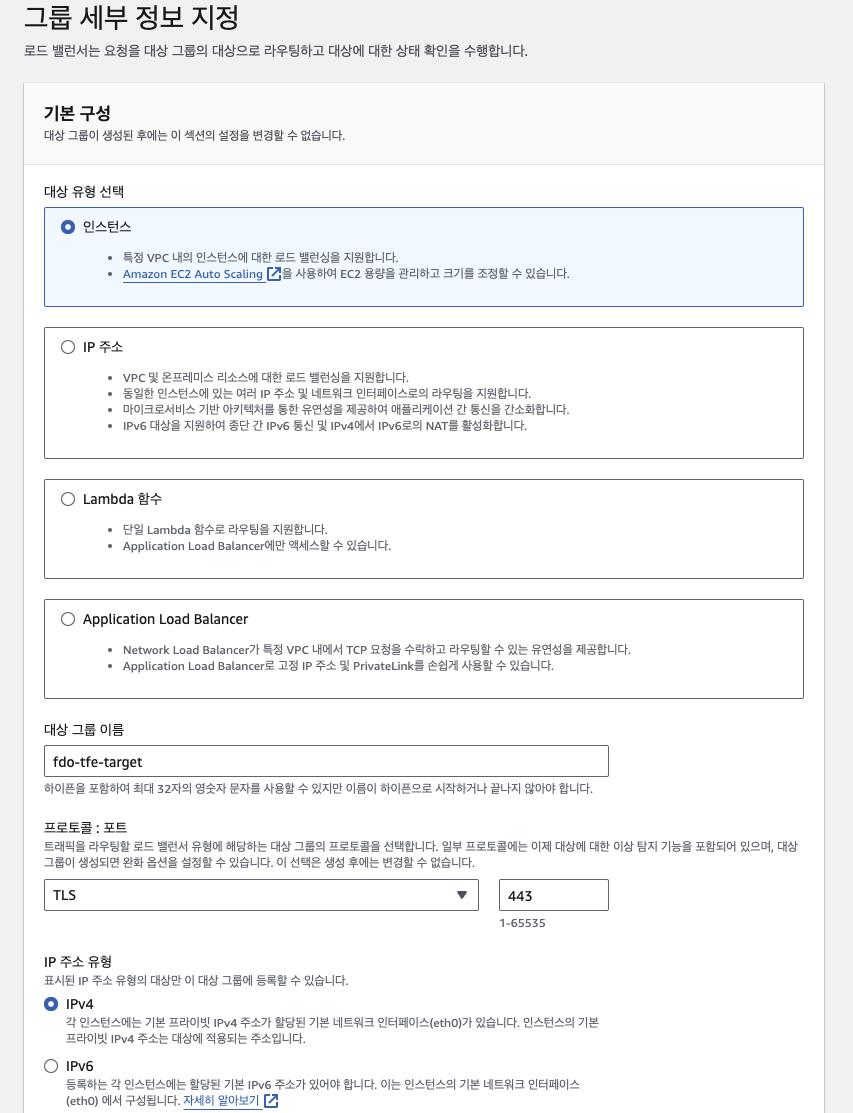 그룹 세부 정보 지정
로드 밸런서는 요청을 대상 그룹의 대상으로 라우팅하고 대상에 대한 상태 확인을 수행합니다.
기본 구성
대상 그룹이 생성된 후에는 이 섹션의 설정을 변경할 수 없습니다.
대상 유형 선택
인스턴스
특정 VPC 내의 인스턴스에 대한 로드 밸런싱을 지원합니다.
Amazon EC2 Auto Scaling 을 사용하여 EC2 용량을 관리하고 크기를 조정할 수 있습니다.
IP 주소
VPC 및 온프레미스 리소스에 대한 로드 밸런싱을 지원합니다.
동일한 인스턴스에 있는 여러 IP 주소 및 네트워크 인터페이스로의 라우팅을 지원합니다.
마이크로서비스 기반 아키텍처를 통한 유연성을 제공하여 애플리케이션 간 통신을 간소화합니다.
IPv6 대상을 지원하여 종단 간 IPv6 통신 및 IPv4에서 IPv6로의 NAT를 활성화합니다.
Lambda 함수
단일 Lambda 함수로 라우팅을 지원합니다.
Application Load Balancer에만 액세스할 수 있습니다.
Application Load Balancer
Network Load Balancer가 특정 VPC 내에서 TCP 요청을 수락하고 라우팅할 수 있는 유연성을 제공합니다.
Application Load Balancer로 고정 IP 주소 및 PrivateLink를 손쉽게 사용할 수 있습니다.
대상 그룹 이름
fdo-tfe-target
하이픈을 포함하여 최대 32자의 영숫자 문자를 사용할 수 있지만 이름이 하이픈으로 시작하거나 끝나지 않아야 합니다.
프로토콜 : 포트
트래픽을 라우팅할 로드 밸런서 유형에 해당하는 대상 그룹의 프로토콜을 선택합니다. 일부 프로토콜에는 이제 대상에 대한 이상 탐지 기능을 포함되어 있으며, 대상
그룹이 생성되면 완화 옵션을 설정할 수 있습니다. 이 선택은 생성 후에는 변경할 수 없습니다.
TLS 443
1-65535
IP 주소 유형
표시된 IP 주소 유형의 대상만 이 대상 그룹에 등록할 수 있습니다.
IPv4
각 인스턴스에는 기본 프라이빗 IPv4 주소가 할당된 기본 네트워크 인터페이스(eth0)가 있습니다. 인스턴스의 기본
프라이빗 IPv4 주소는 대상에 적용되는 주소입니다.
IPv6
등록하는 각 인스턴스에는 할당된 기본 IPv6 주소가 있어야 합니다. 이는 인스턴스의 기본 네트워크 인터페이스
(eth0) 에서 구성됩니다. 자세히 알아보기